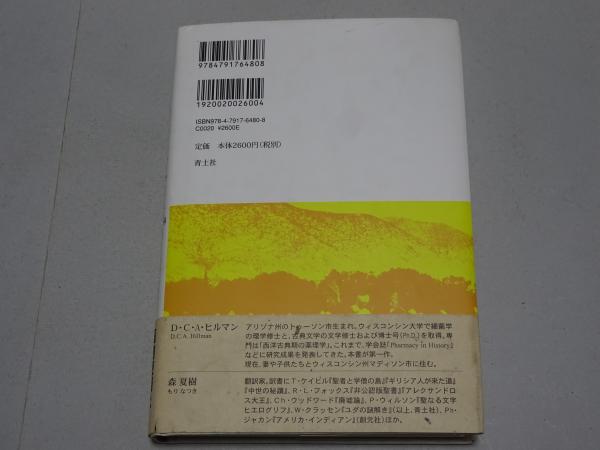 9784791764808
1920020026004
ISBN978-4-7917-6480-8
C0020 ¥2600E
定価 本体2600円(税別)
青土社
D・C・A・ヒルマン
D.C.A. Hillman
アリゾナ州のトゥーソン市生まれ。ウィスコンシン大学で細菌学
の理学修士と、古典文学の文学修士および博士号(Ph.D.)を取得。専
門は「西洋古典期の薬理学」。これまで、学会誌「Pharmacy in History」
などに研究成果を発表してきた。本書が第一作。
現在、妻や子供たちとウィスコンシン州マディソン市に住む。
森 夏樹
もり なつき
翻訳家。訳書にT・ケイヒル『聖者と学僧の島』『ギリシア人が来た道』
『中世の秘蹟』、R・L・フォックス『非公認版聖書』『アレクサンドロ
ス大王』、Ch・ウッドワード『廃墟論』、P・ウィルソン『聖なる文字
ヒエログリフ』、W・クラッセン『ユダの謎解き』(以上、青土社)、Ph・
ジャカン『アメリカ・インディアン』(創元社)ほか。